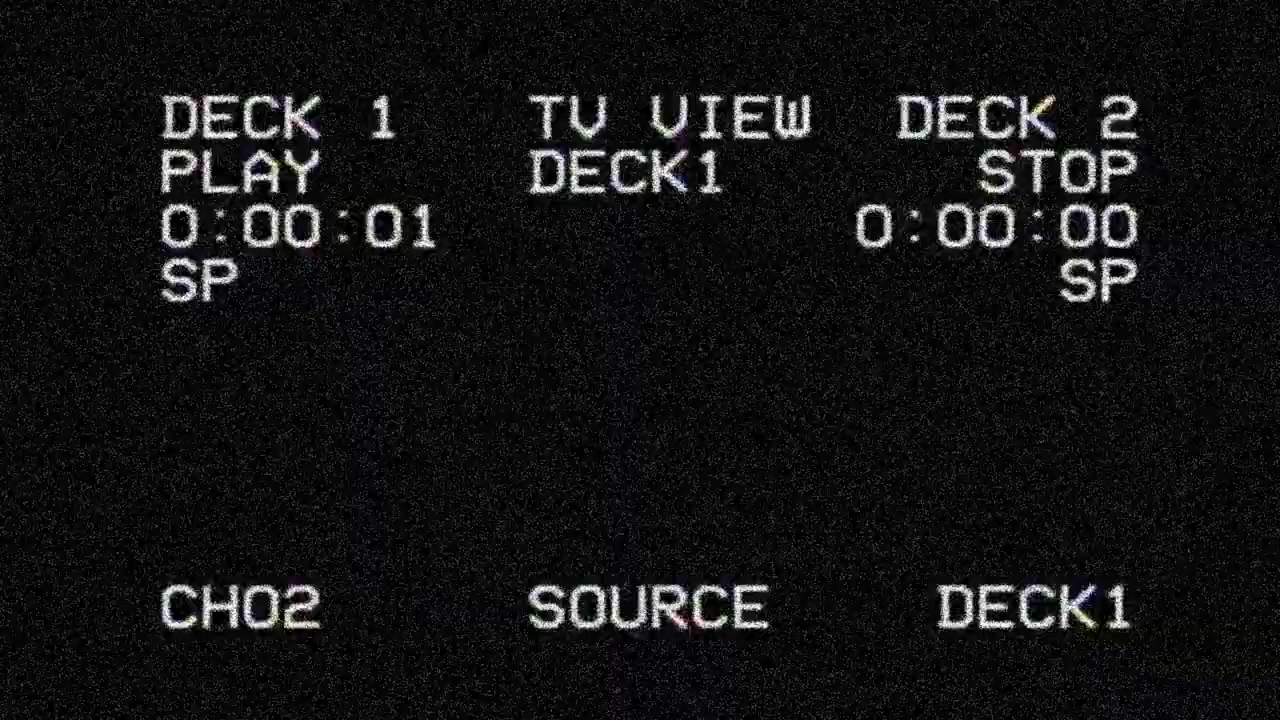 DECK 1 TV VIEW DECK 2
PLAY DECK1 STOP
0:00:01 0:00:00
SP SP
CH02 SOURCE DECK1